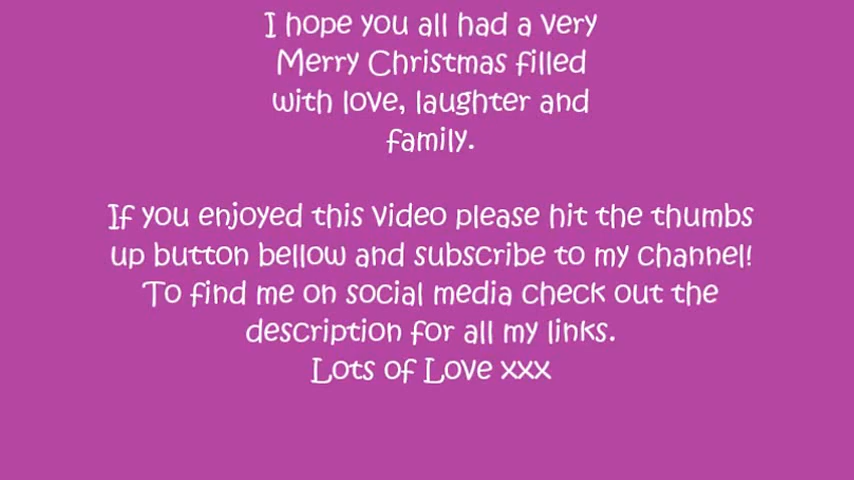 I hope you all had a very
Merry Christmas filled
with love, laughter and
family.
If you enjoyed this video please hit the thumbs
up button bellow and subscribe to my channel!
To find me on social media check out the
description for all my links.
Lots of Love xxx